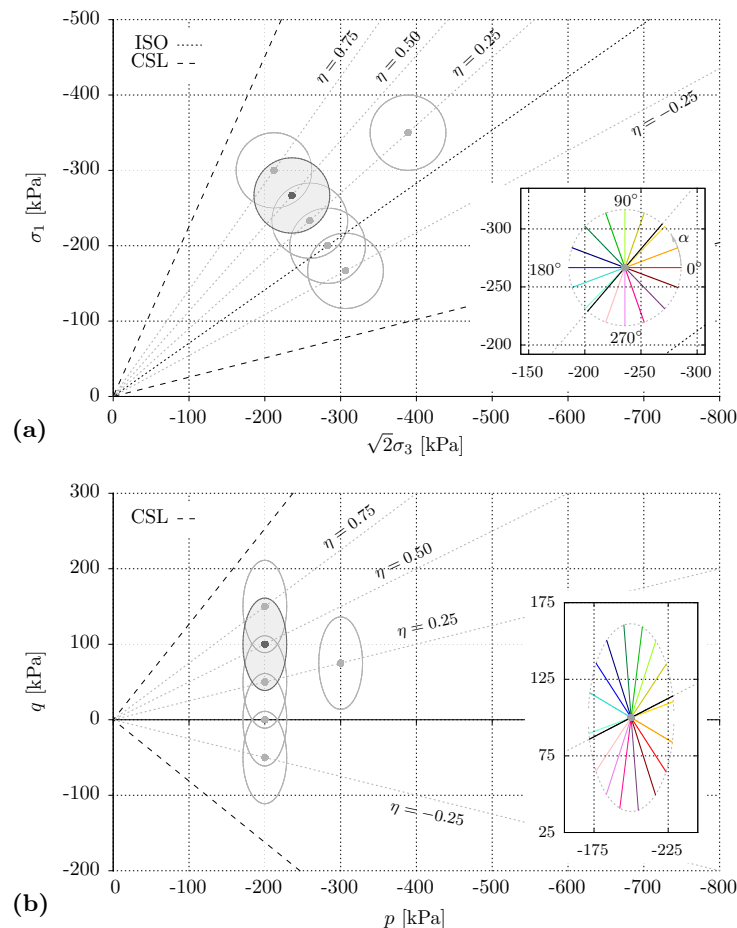 -500
-400
-300
-200
-100
0
σ₁ [kPa]
ISO
CSL
η = 0.75
η = 0.50
η = 0.25
η = −0.25
-300
-250
-200
-150 -200 -250 -300
90°
α
180°
0°
270°
0 -100 -200 -300 -400 -500 -600 -700 -800
(a)
√2σ₃ [kPa]
300
200
100
0
-100
-200
q [kPa]
CSL
η = 0.75
η = 0.50
η = 0.25
η = −0.25
175
125
75
25
-175 -225
0 -100 -200 -300 -400 -500 -600 -700 -800
(b)
p [kPa]